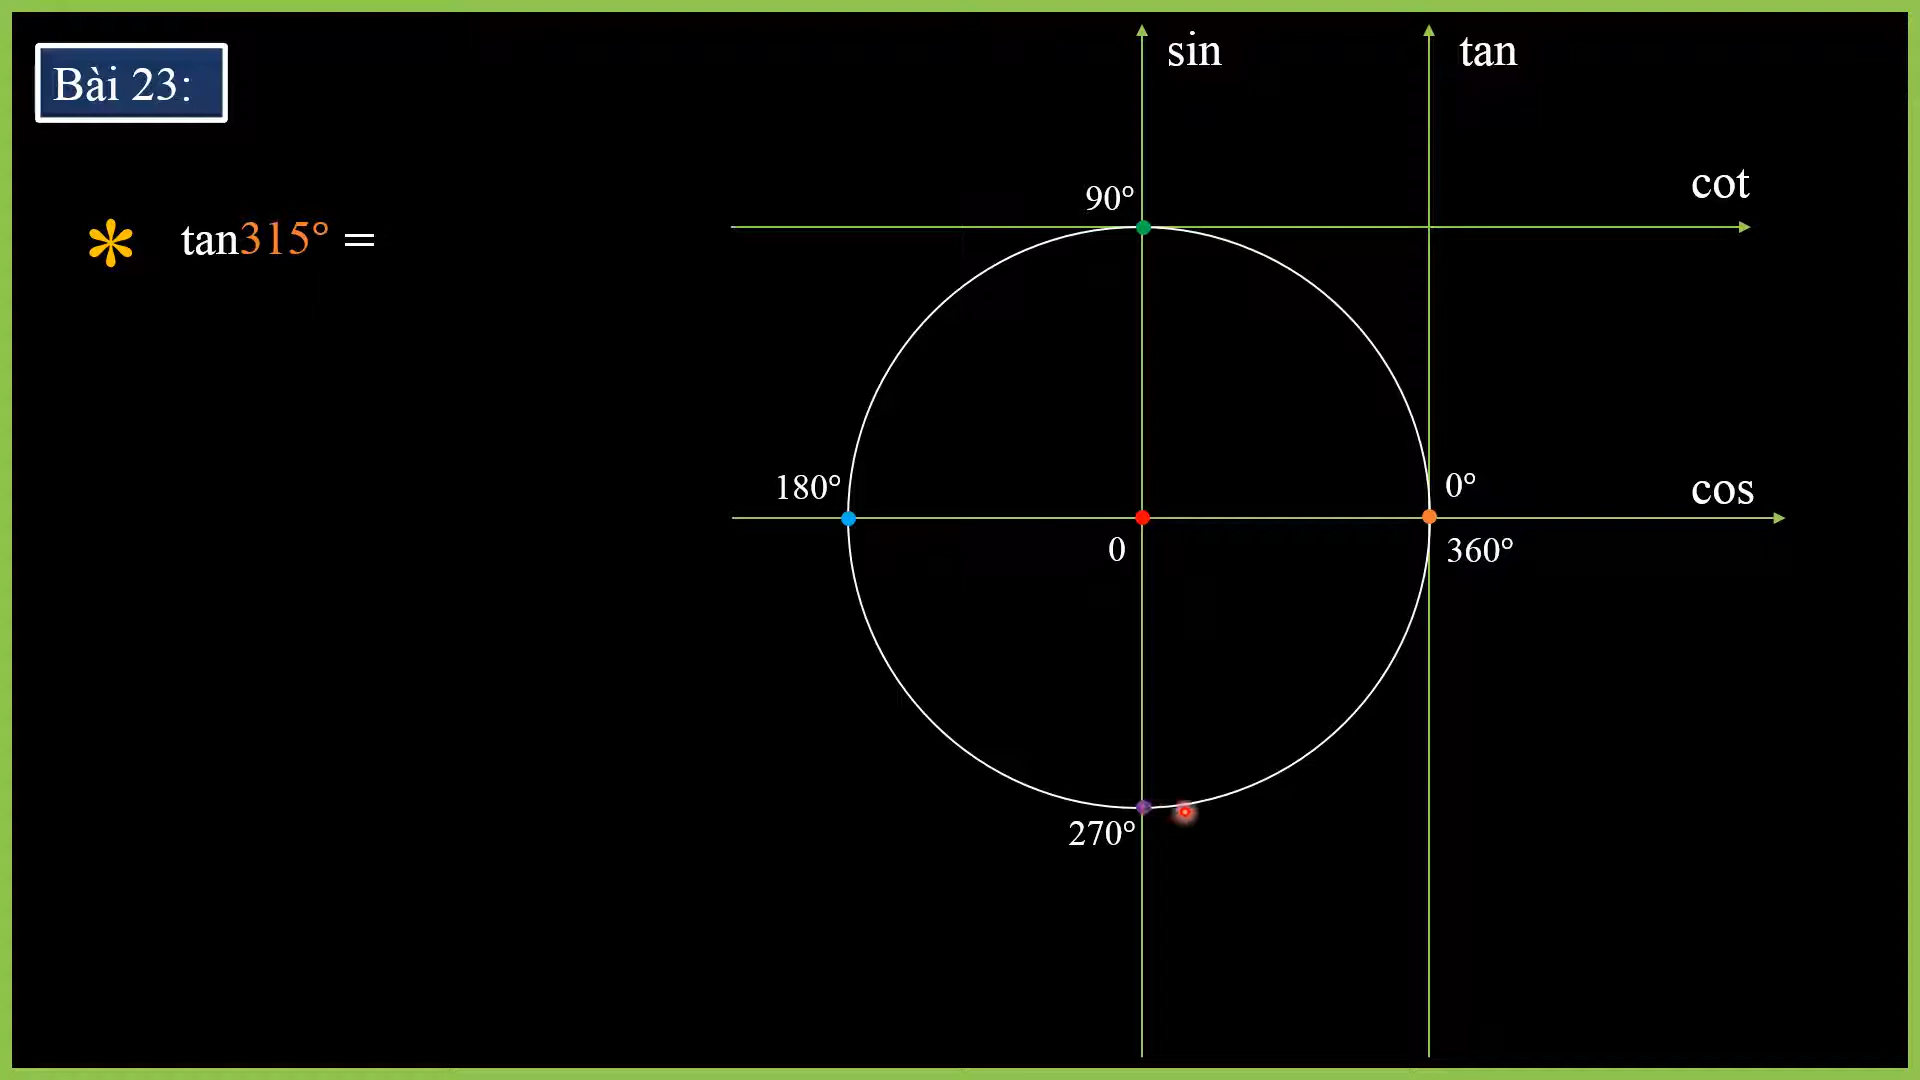 Bài 23:
sin
tan
90°
cot
* tan315° =
180°
0°
cos
0
360°
270°